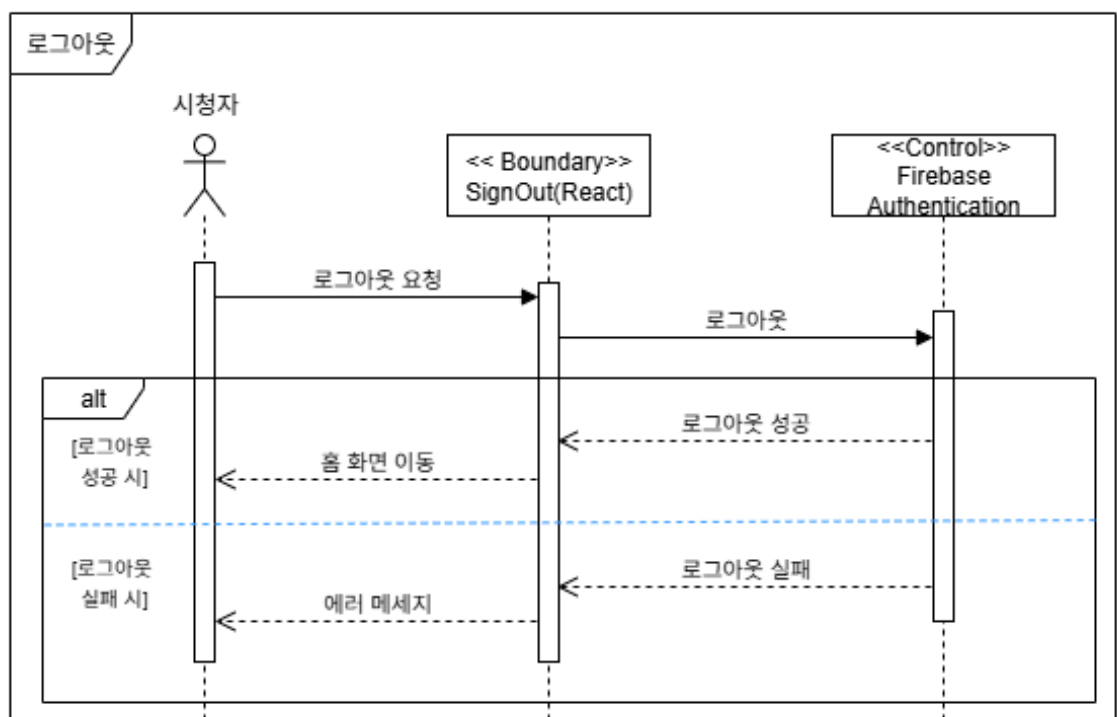 로그아웃
시청자
<< Boundary>>
SignOut(React)
<<Control>>
Firebase
Authentication
로그아웃 요청
로그아웃
alt
[로그아웃
성공 시]
로그아웃 성공
홈 화면 이동
[로그아웃
실패 시]
로그아웃 실패
에러 메세지